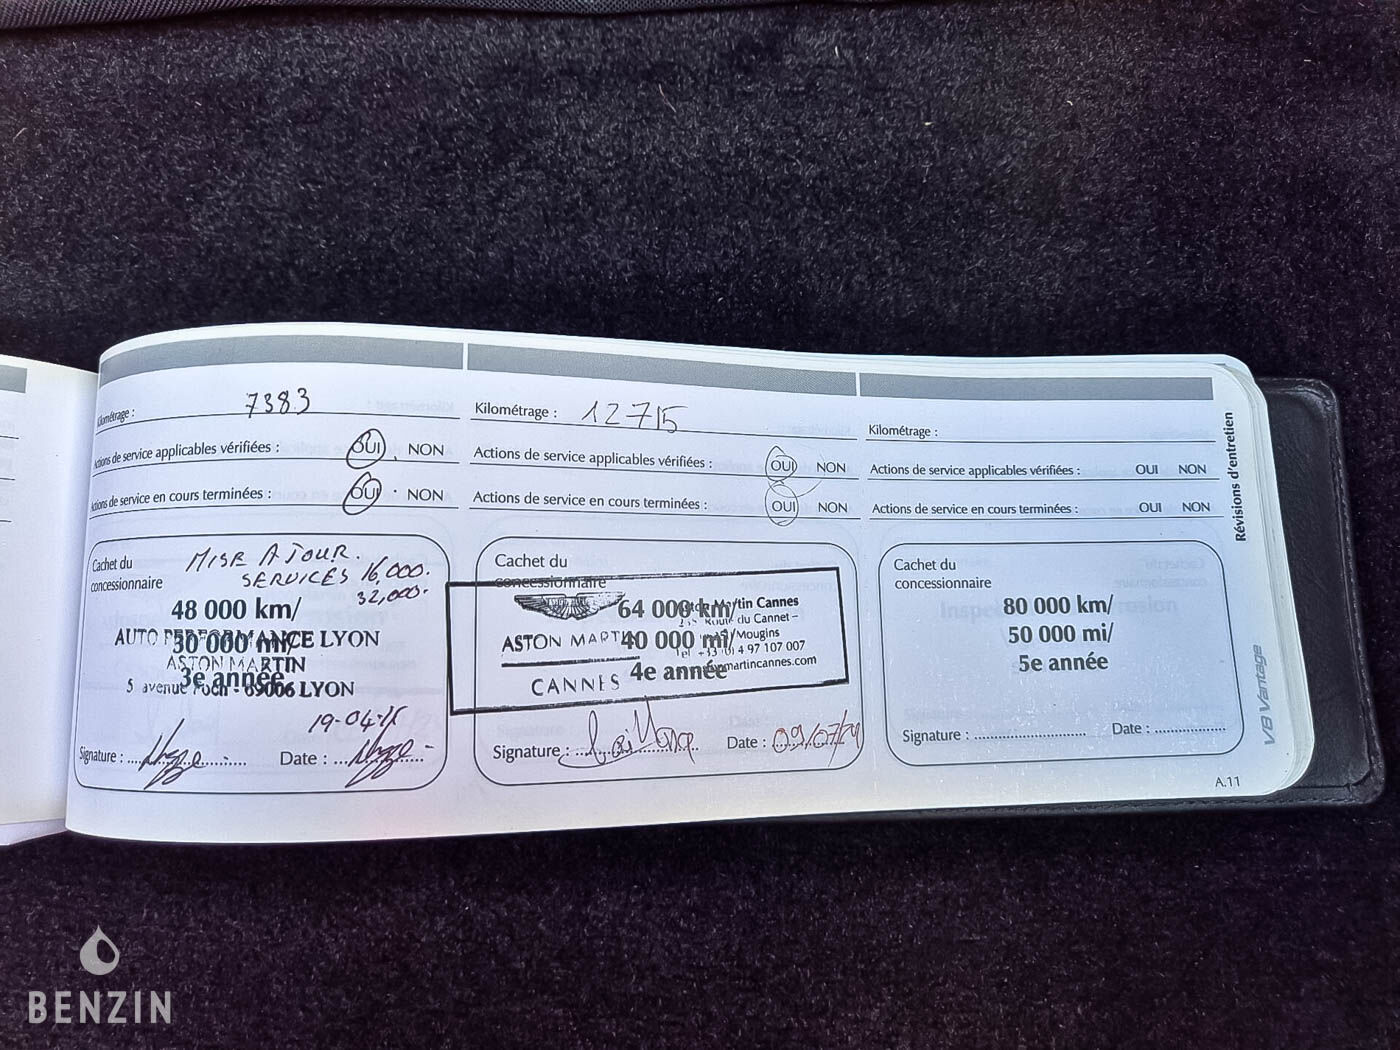 Kilométrage : 7383
Actions de service applicables vérifiées : OUI NON
Actions de service en cours terminées : OUI NON
Cachet du
concessionnaire
MISE A JOUR.
SERVICES 16,000.
32,000.
48 000 km/
30 000 mi/
3e année
AUTO PERFORMANCE LYON
ASTON MARTIN
5 avenue Foch - 69006 LYON
Signature : Date :
Kilométrage : 12715
Actions de service applicables vérifiées : OUI NON
Actions de service en cours terminées : OUI NON
Cachet du
concessionnaire
64 000 km/
40 000 mi/
4e année
ASTON MARTIN
CANNES
Aston Martin Cannes
Route du Cannet -
Mougins
4 97 107 007
martincannes.com
Signature : Date :
Kilométrage :
Actions de service applicables vérifiées : OUI NON
Actions de service en cours terminées : OUI NON
Cachet du
concessionnaire
80 000 km/
50 000 mi/
5e année
Signature : Date :
Révisions d'entretien
V8 Vantage
A.11
BENZIN